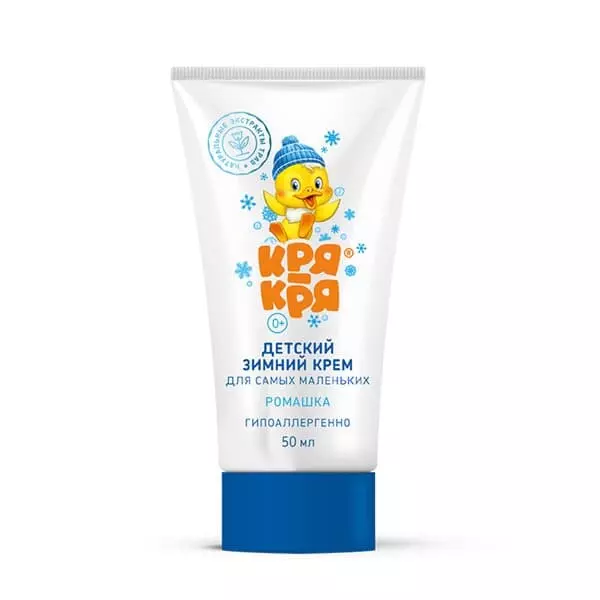 • НАТУРАЛЬНЫЕ ЭКСТРАКТЫ ТРАВ •
КРЯ®
-
КРЯ
0+
ДЕТСКИЙ
ЗИМНИЙ КРЕМ
ДЛЯ САМЫХ МАЛЕНЬКИХ
РОМАШКА
ГИПОАЛЛЕРГЕННО
50 мл